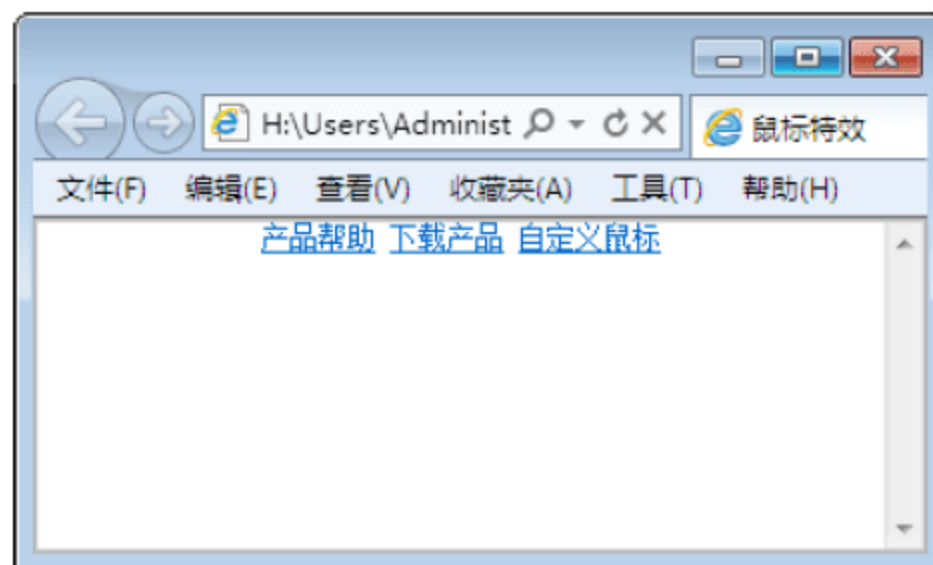 H:\Users\Administ
鼠标特效
文件(F) 编辑(E) 查看(V) 收藏夹(A) 工具(T) 帮助(H)
产品帮助 下载产品 自定义鼠标